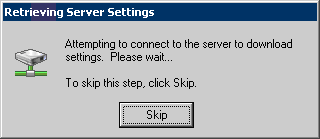 Retrieving Server Settings
Attempting to connect to the server to download
settings.  Please wait...
To skip this step, click Skip.
Skip